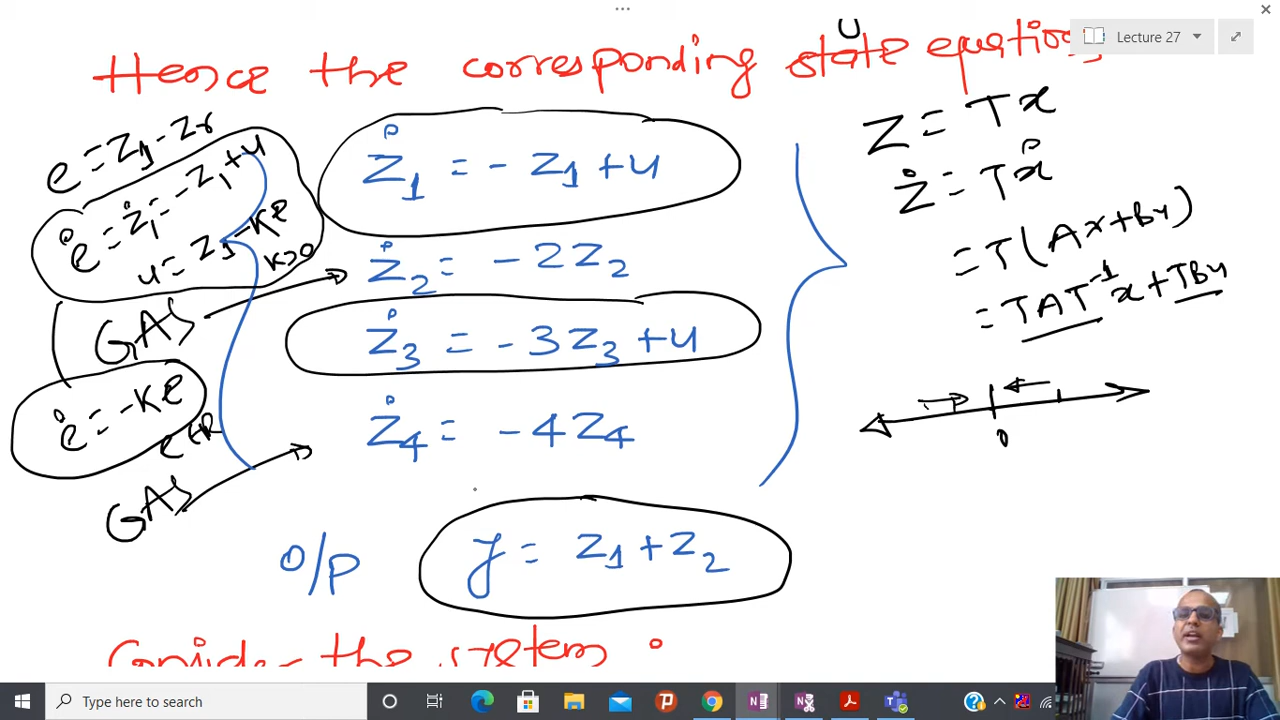 Lecture 27
Hence the corresponding state equations
e = Z1 - Zr
ė = Ż1 = -Z1 + u
u = Z1 - Ke
K>0
GAS
ė = -Ke
e ∈ R
GAS
Ż1 = - Z1 + u
Ż2 = - 2Z2
Ż3 = - 3Z3 + u
Ż4 = - 4Z4
O/P y = Z1 + Z2
Z = Tx
Ż = Tẋ
= T(Ax+Bu)
= TAT⁻¹x + TBu
0
Consider the system :
Type here to search